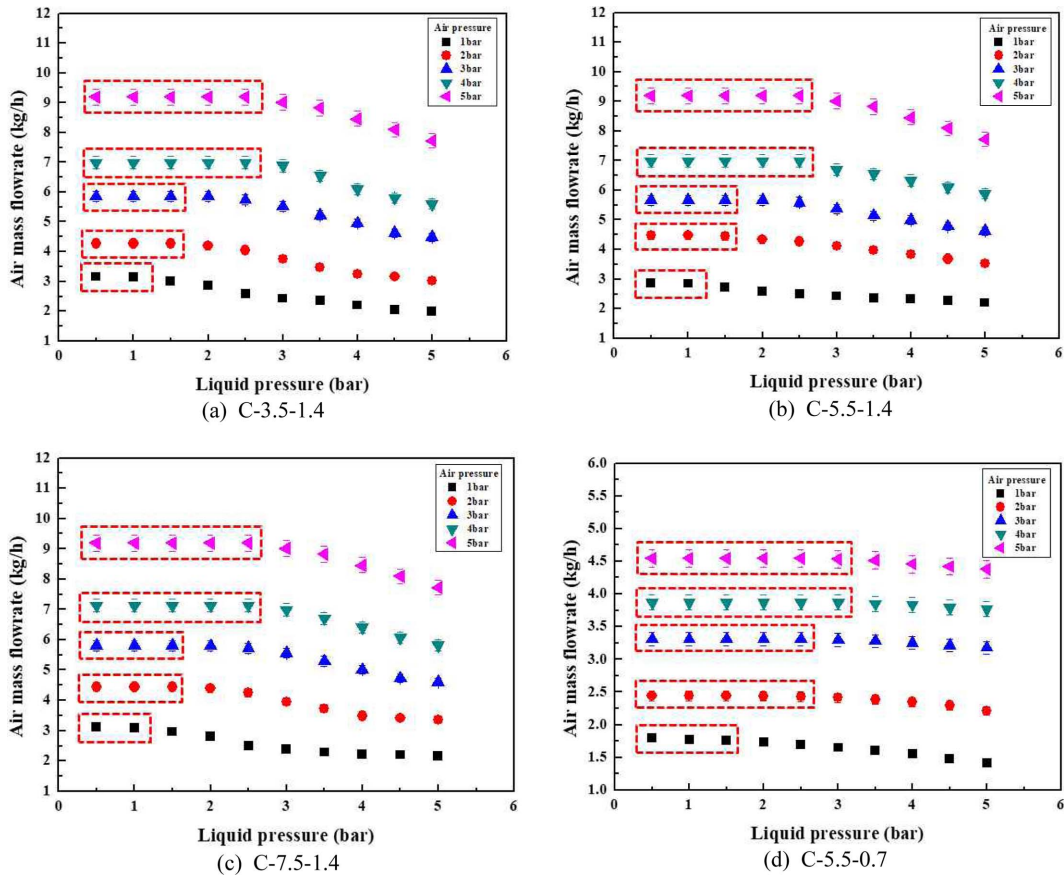 12
11
10
9
8
7
6
5
4
3
2
1
0 1 2 3 4 5 6
Air mass flowrate (kg/h)
Liquid pressure (bar)
Air pressure
1bar
2bar
3bar
4bar
5bar
(a) C-3.5-1.4
12
11
10
9
8
7
6
5
4
3
2
1
0 1 2 3 4 5 6
Air mass flowrate (kg/h)
Liquid pressure (bar)
Air pressure
1bar
2bar
3bar
4bar
5bar
(b) C-5.5-1.4
12
11
10
9
8
7
6
5
4
3
2
1
0 1 2 3 4 5 6
Air mass flowrate (kg/h)
Liquid pressure (bar)
Air pressure
1bar
2bar
3bar
4bar
5bar
(c) C-7.5-1.4
6.0
5.5
5.0
4.5
4.0
3.5
3.0
2.5
2.0
1.5
1.0
0 1 2 3 4 5 6
Air mass flowrate (kg/h)
Liquid pressure (bar)
Air pressure
1bar
2bar
3bar
4bar
5bar
(d) C-5.5-0.7